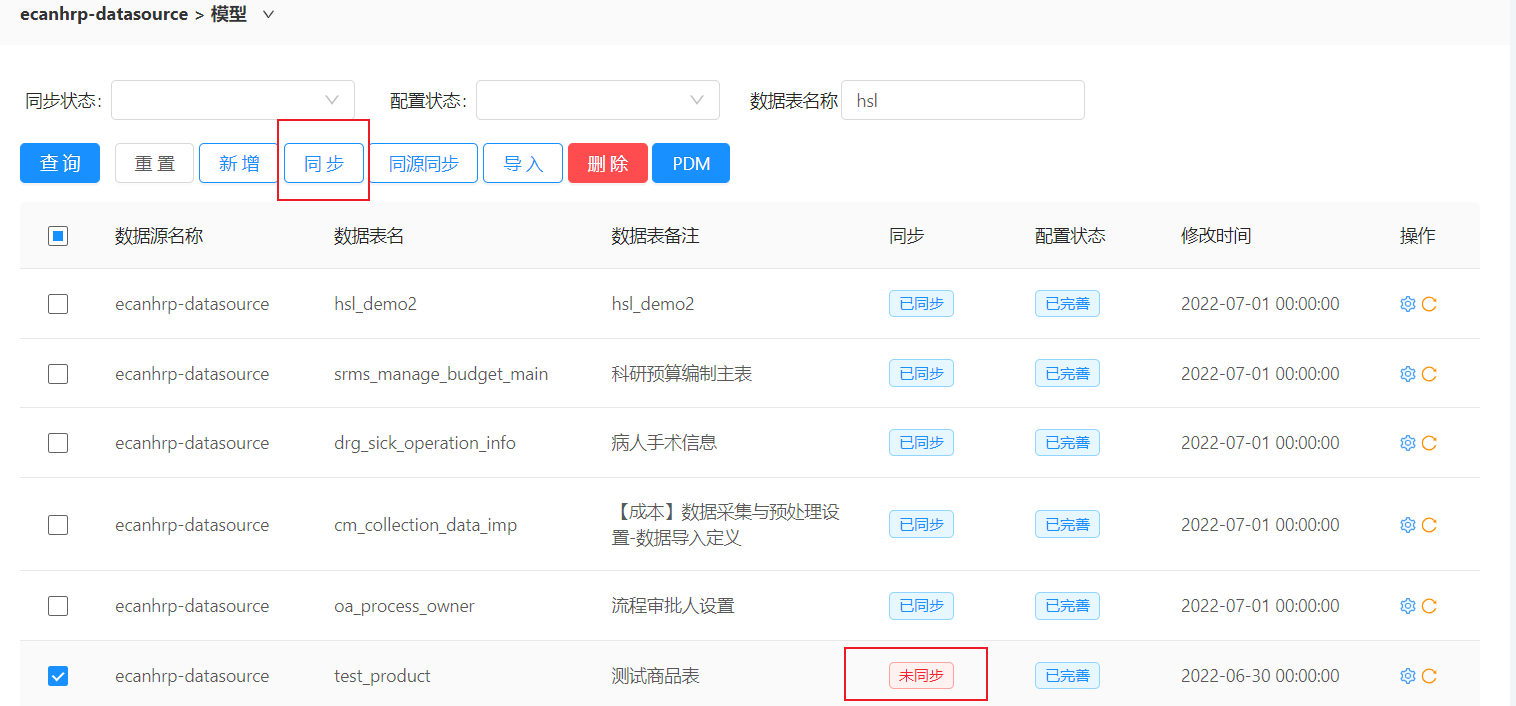 ecanhrp-datasource > 模型
同步状态: 配置状态: 数据表名称 hsl
查 询 重 置 新 增 同 步 同源同步 导 入 删 除 PDM
数据源名称 数据表名 数据表备注 同步 配置状态 修改时间 操作
ecanhrp-datasource hsl_demo2 hsl_demo2 已同步 已完善 2022-07-01 00:00:00
ecanhrp-datasource srms_manage_budget_main 科研预算编制主表 已同步 已完善 2022-07-01 00:00:00
ecanhrp-datasource drg_sick_operation_info 病人手术信息 已同步 已完善 2022-07-01 00:00:00
ecanhrp-datasource cm_collection_data_imp 【成本】数据采集与预处理设 已同步 已完善 2022-07-01 00:00:00
置-数据导入定义
ecanhrp-datasource oa_process_owner 流程审批人设置 已同步 已完善 2022-07-01 00:00:00
ecanhrp-datasource test_product 测试商品表 未同步 已完善 2022-06-30 00:00:00